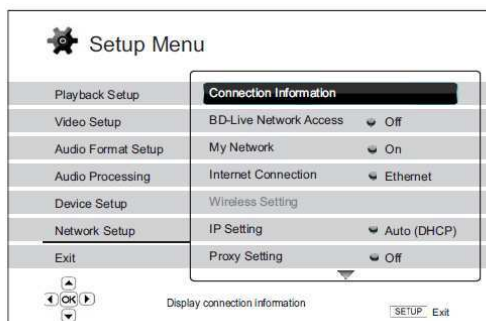 Setup Menu
Playback Setup
Video Setup
Audio Format Setup
Audio Processing
Device Setup
Network Setup
Exit
Connection Information
BD-Live Network Access Off
My Network On
Internet Connection Ethernet
Wireless Setting
IP Setting Auto (DHCP)
Proxy Setting Off
OK
Display connection information
SETUP Exit